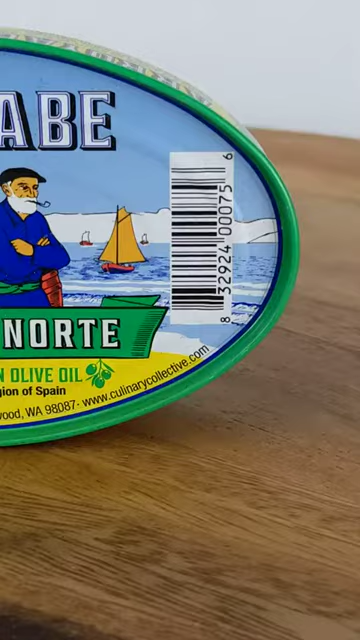 ABE
NORTE
N OLIVE OIL
gion of Spain
wood, WA 98087· www.culinarycollective.com
8 32924 00075 6